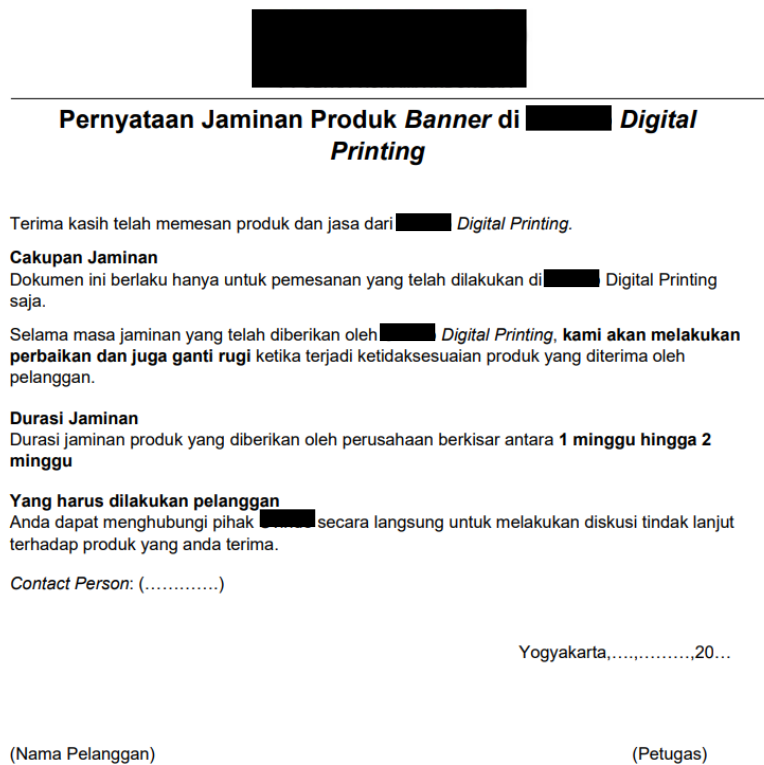 Pernyataan Jaminan Produk Banner di Digital
Printing
Terima kasih telah memesan produk dan jasa dari Digital Printing.
Cakupan Jaminan
Dokumen ini berlaku hanya untuk pemesanan yang telah dilakukan di Digital Printing
saja.
Selama masa jaminan yang telah diberikan oleh Digital Printing, kami akan melakukan
perbaikan dan juga ganti rugi ketika terjadi ketidaksesuaian produk yang diterima oleh
pelanggan.
Durasi Jaminan
Durasi jaminan produk yang diberikan oleh perusahaan berkisar antara 1 minggu hingga 2
minggu
Yang harus dilakukan pelanggan
Anda dapat menghubungi pihak secara langsung untuk melakukan diskusi tindak lanjut
terhadap produk yang anda terima.
Contact Person: (………….)
Yogyakarta,….,………,20…
(Nama Pelanggan) (Petugas)